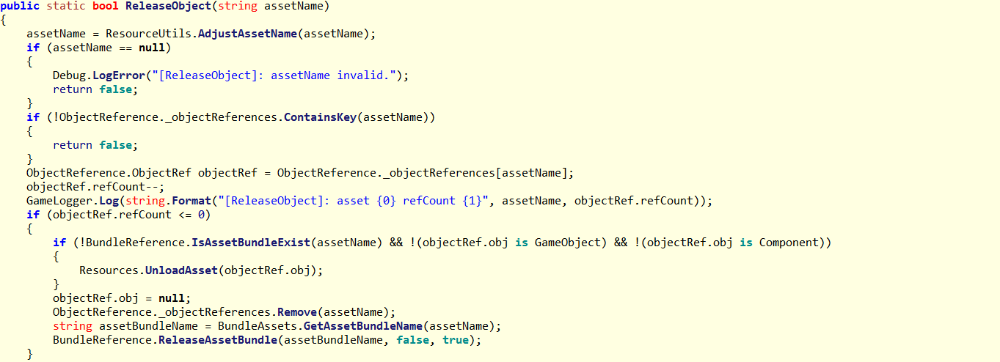 public static bool ReleaseObject(string assetName)
{
    assetName = ResourceUtils.AdjustAssetName(assetName);
    if (assetName == null)
    {
        Debug.LogError("[ReleaseObject]: assetName invalid.");
        return false;
    }
    if (!ObjectReference._objectReferences.ContainsKey(assetName))
    {
        return false;
    }
    ObjectReference.ObjectRef objectRef = ObjectReference._objectReferences[assetName];
    objectRef.refCount--;
    GameLogger.Log(string.Format("[ReleaseObject]: asset {0} refCount {1}", assetName, objectRef.refCount));
    if (objectRef.refCount <= 0)
    {
        if (!BundleReference.IsAssetBundleExist(assetName) && !(objectRef.obj is GameObject) && !(objectRef.obj is Component))
        {
            Resources.UnloadAsset(objectRef.obj);
        }
        objectRef.obj = null;
        ObjectReference._objectReferences.Remove(assetName);
        string assetBundleName = BundleAssets.GetAssetBundleName(assetName);
        BundleReference.ReleaseAssetBundle(assetBundleName, false, true);
    }